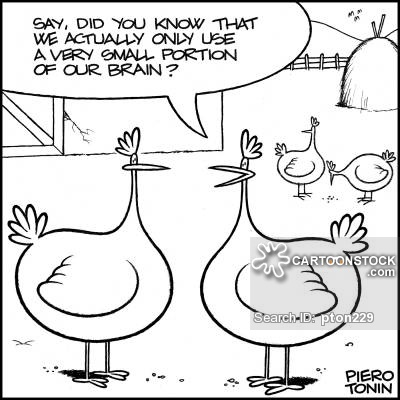 SAY, DID YOU KNOW THAT
WE ACTUALLY ONLY USE
A VERY SMALL PORTION
OF OUR BRAIN?
CARTOONSTOCK
.com
Search ID: pton229
PIERO
TONIN